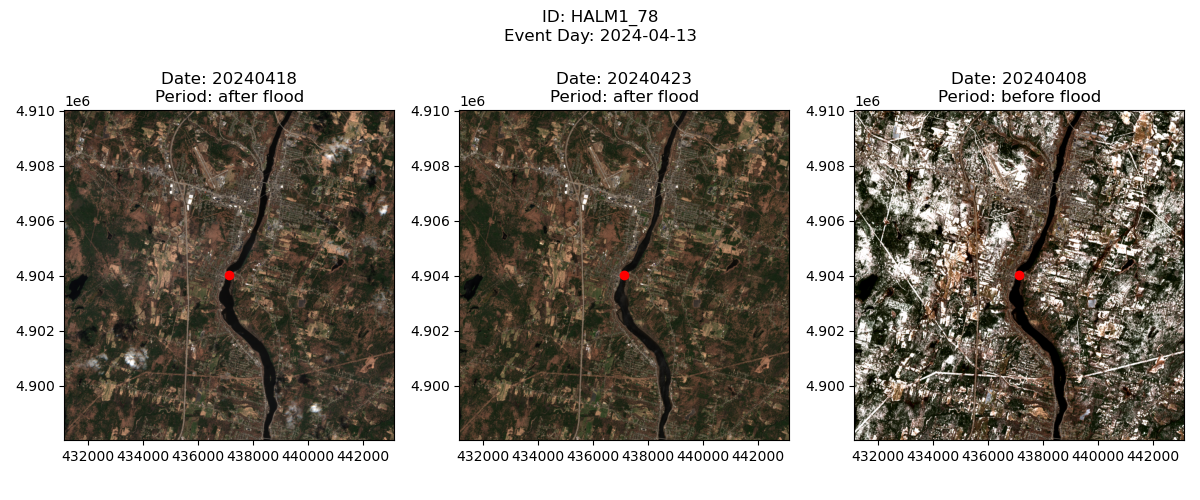 ID: HALM1_78
Event Day: 2024-04-13
Date: 20240418
Period: after flood
Date: 20240423
Period: after flood
Date: 20240408
Period: before flood
1e6
1e6
1e6
4.910
4.908
4.906
4.904
4.902
4.900
432000 434000 436000 438000 440000 442000
4.910
4.908
4.906
4.904
4.902
4.900
432000 434000 436000 438000 440000 442000
4.910
4.908
4.906
4.904
4.902
4.900
432000 434000 436000 438000 440000 442000